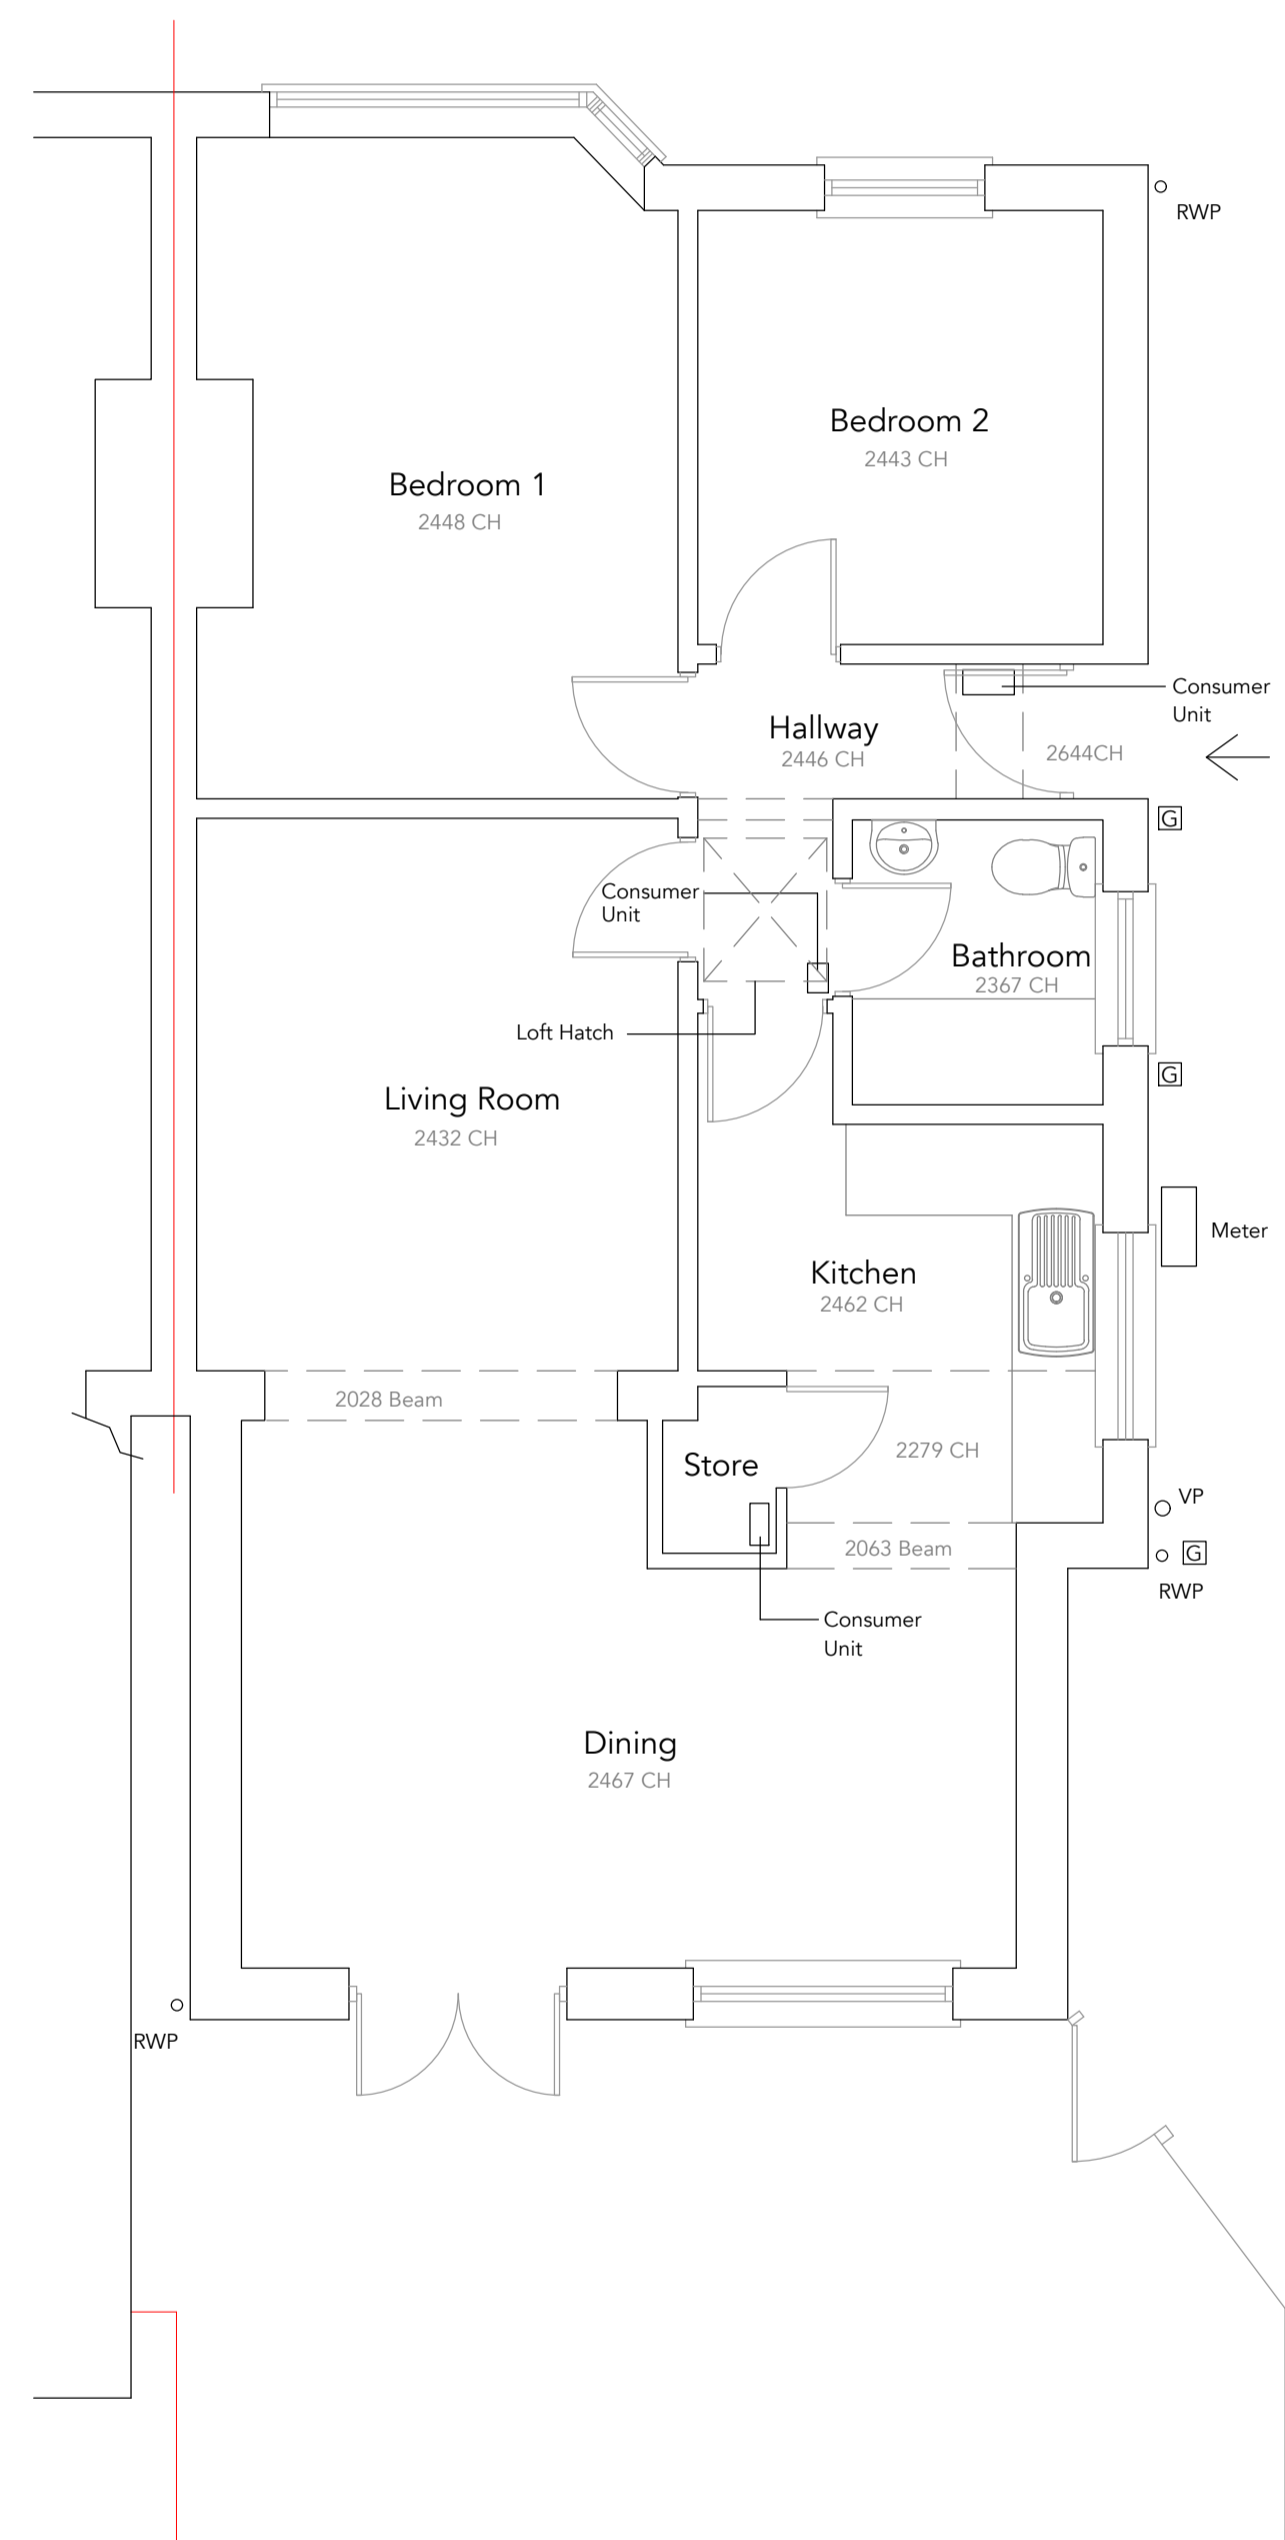 RWP
Bedroom 2
2443 CH
Bedroom 1
2448 CH
Consumer
Unit
Hallway
2446 CH
2644CH
G
Consumer
Unit
Bathroom
2367 CH
Loft Hatch
G
Living Room
2432 CH
Meter
Kitchen
2462 CH
2028 Beam
Store
2279 CH
VP
2063 Beam
G
RWP
Consumer
Unit
Dining
2467 CH
RWP